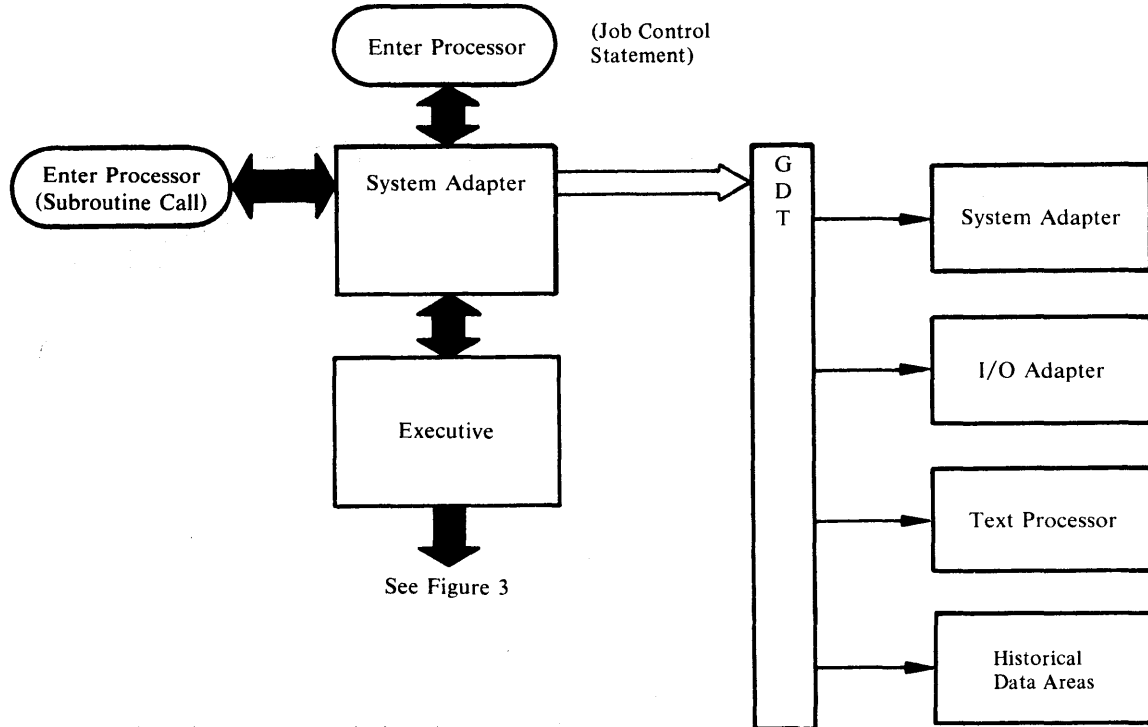 Enter Processor
(Job Control
Statement)
Enter Processor
(Subroutine Call)
System Adapter
G
D
T
System Adapter
I/O Adapter
Executive
Text Processor
See Figure 3
Historical
Data Areas